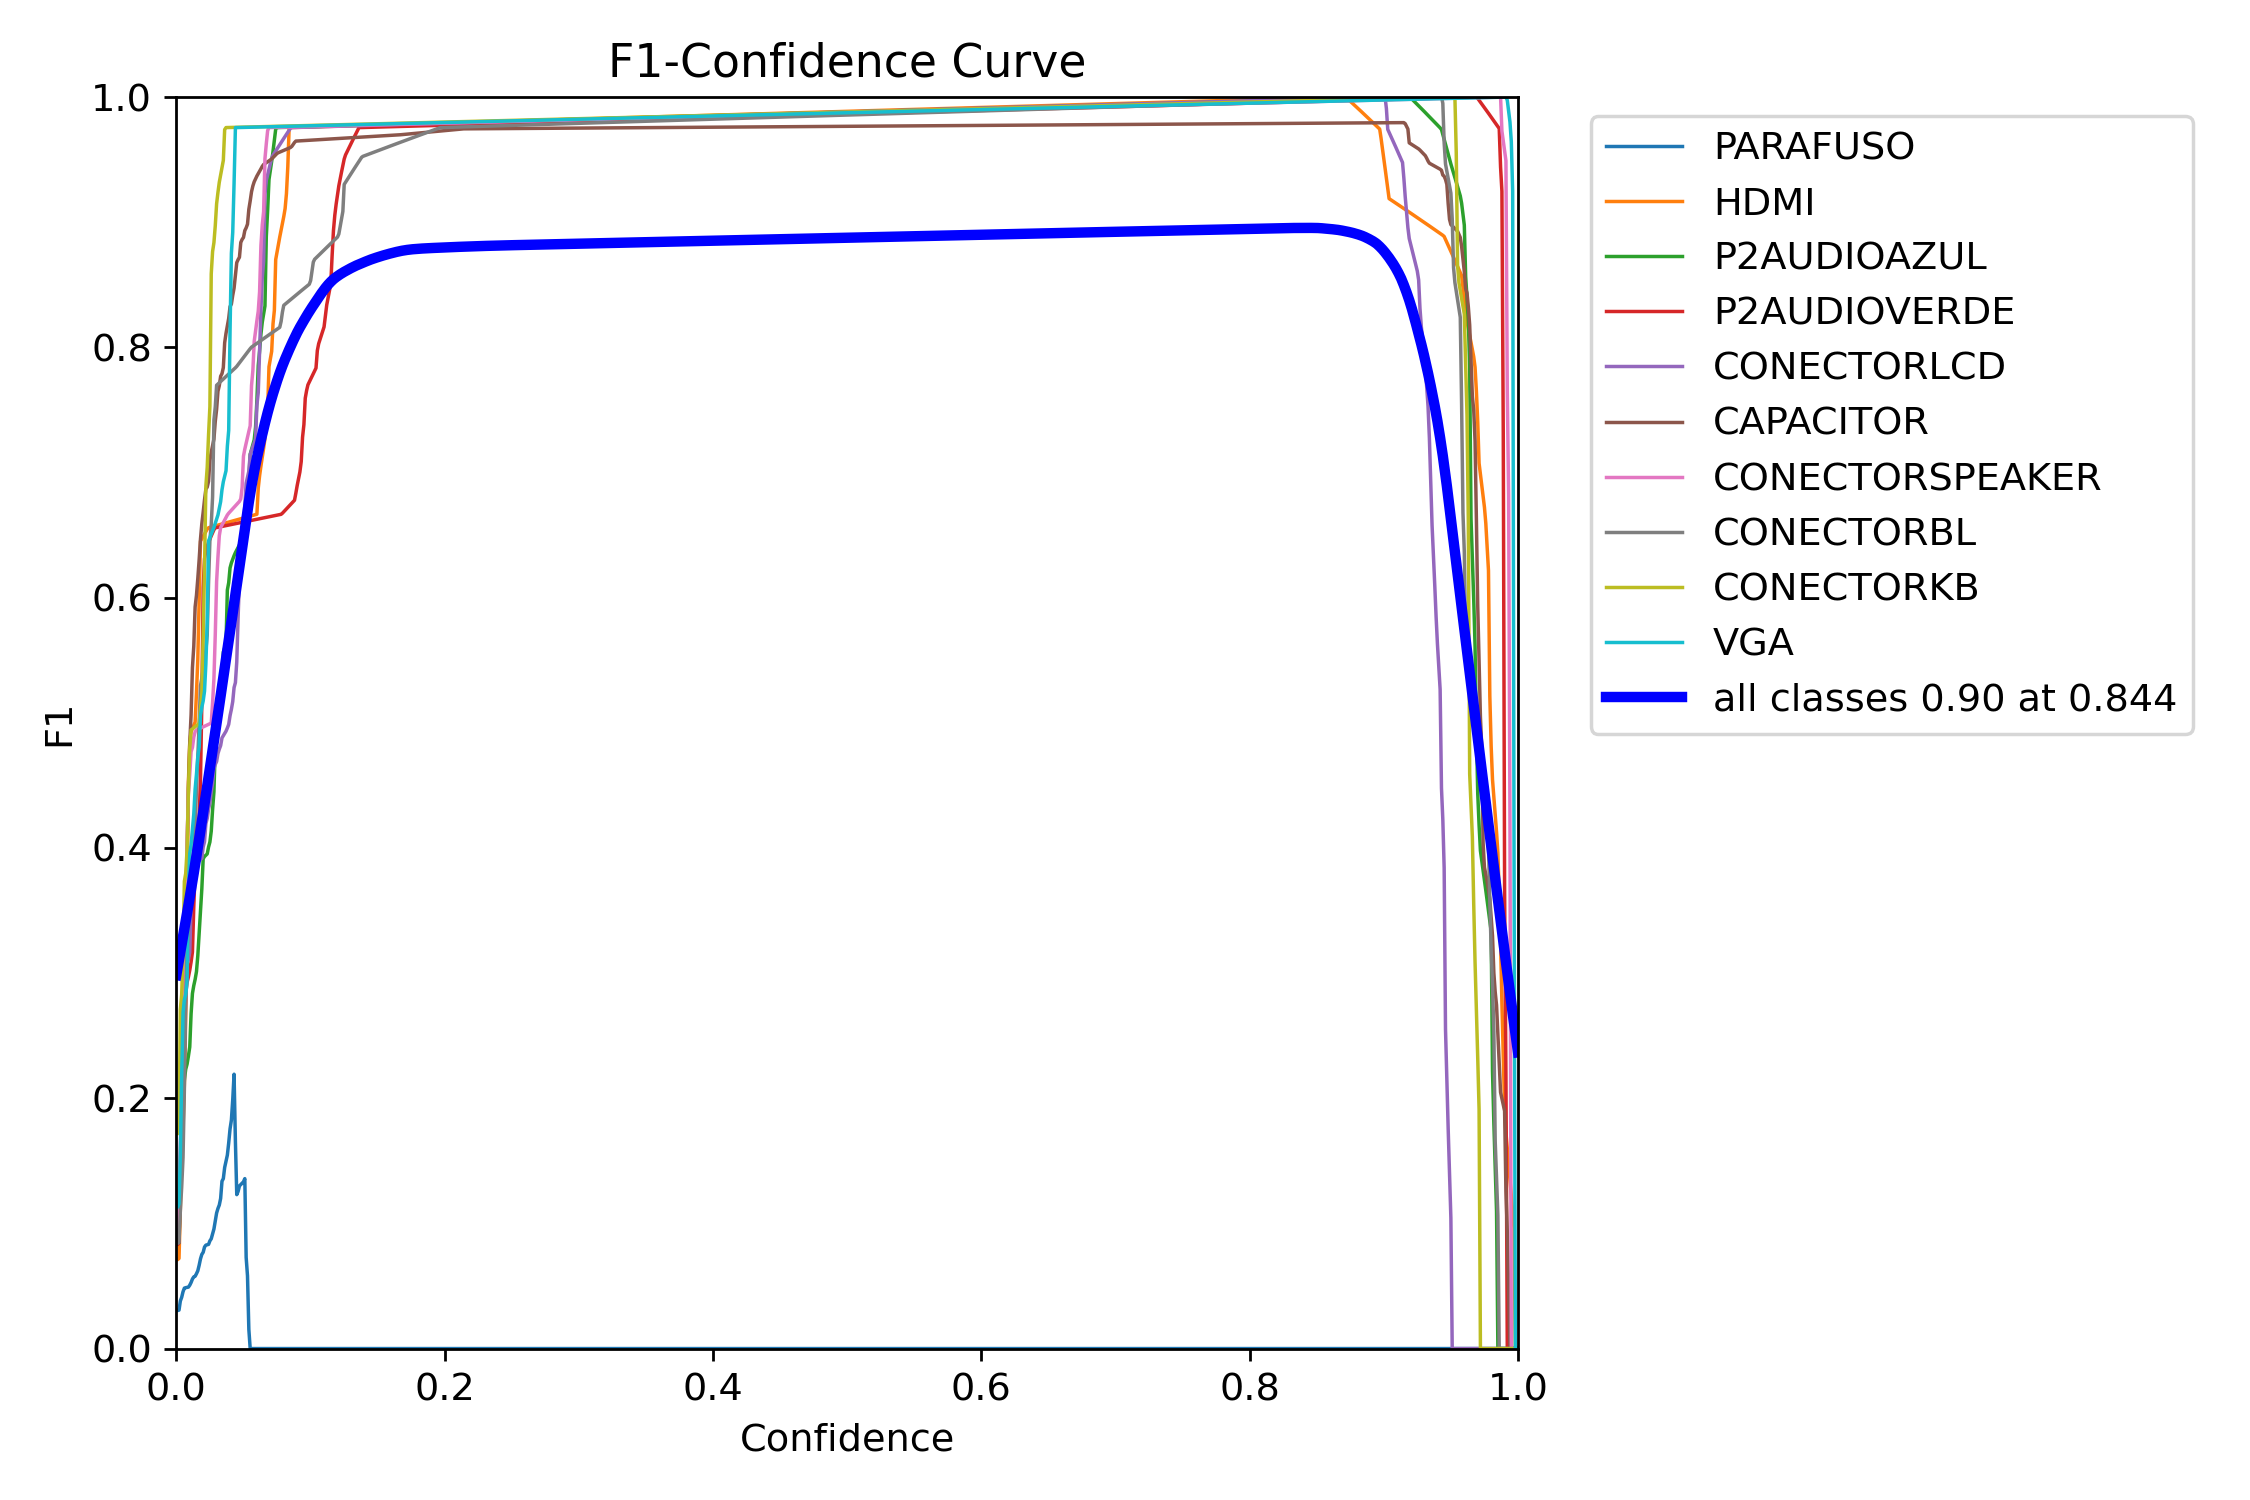 F1-Confidence Curve
1.0
0.8
0.6
0.4
0.2
0.0
F1
0.0 0.2 0.4 0.6 0.8 1.0
Confidence
PARAFUSO
HDMI
P2AUDIOAZUL
P2AUDIOVERDE
CONECTORLCD
CAPACITOR
CONECTORSPEAKER
CONECTORBL
CONECTORKB
VGA
all classes 0.90 at 0.844